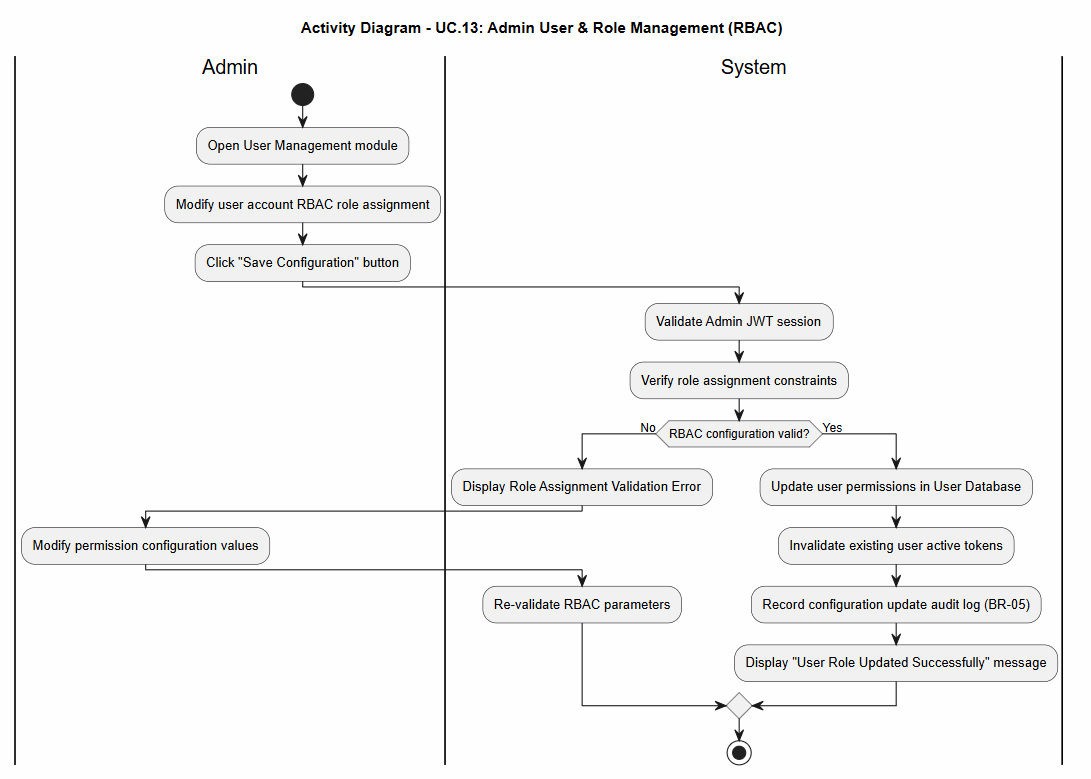 Activity Diagram - UC.13: Admin User & Role Management (RBAC)
Admin
System
Open User Management module
Modify user account RBAC role assignment
Click "Save Configuration" button
Validate Admin JWT session
Verify role assignment constraints
No
RBAC configuration valid?
Yes
Display Role Assignment Validation Error
Update user permissions in User Database
Modify permission configuration values
Invalidate existing user active tokens
Re-validate RBAC parameters
Record configuration update audit log (BR-05)
Display "User Role Updated Successfully" message